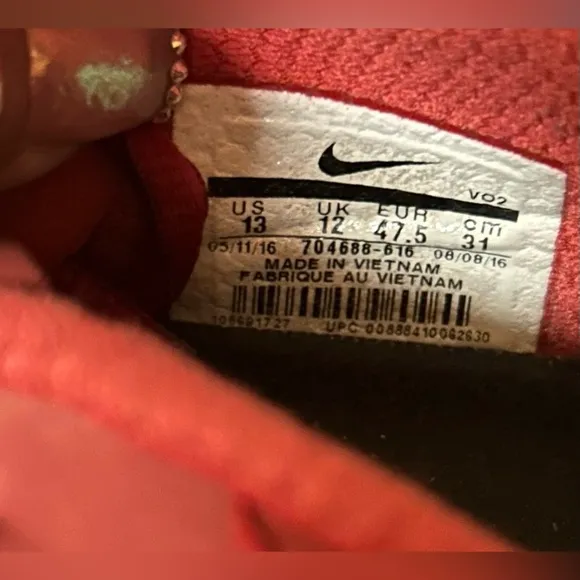 VO2
US UK EUR cm
13 12 47.5 31
05/11/16 704688-616 08/08/16
MADE IN VIETNAM
FABRIQUE AU VIETNAM
UPC 00888410062630